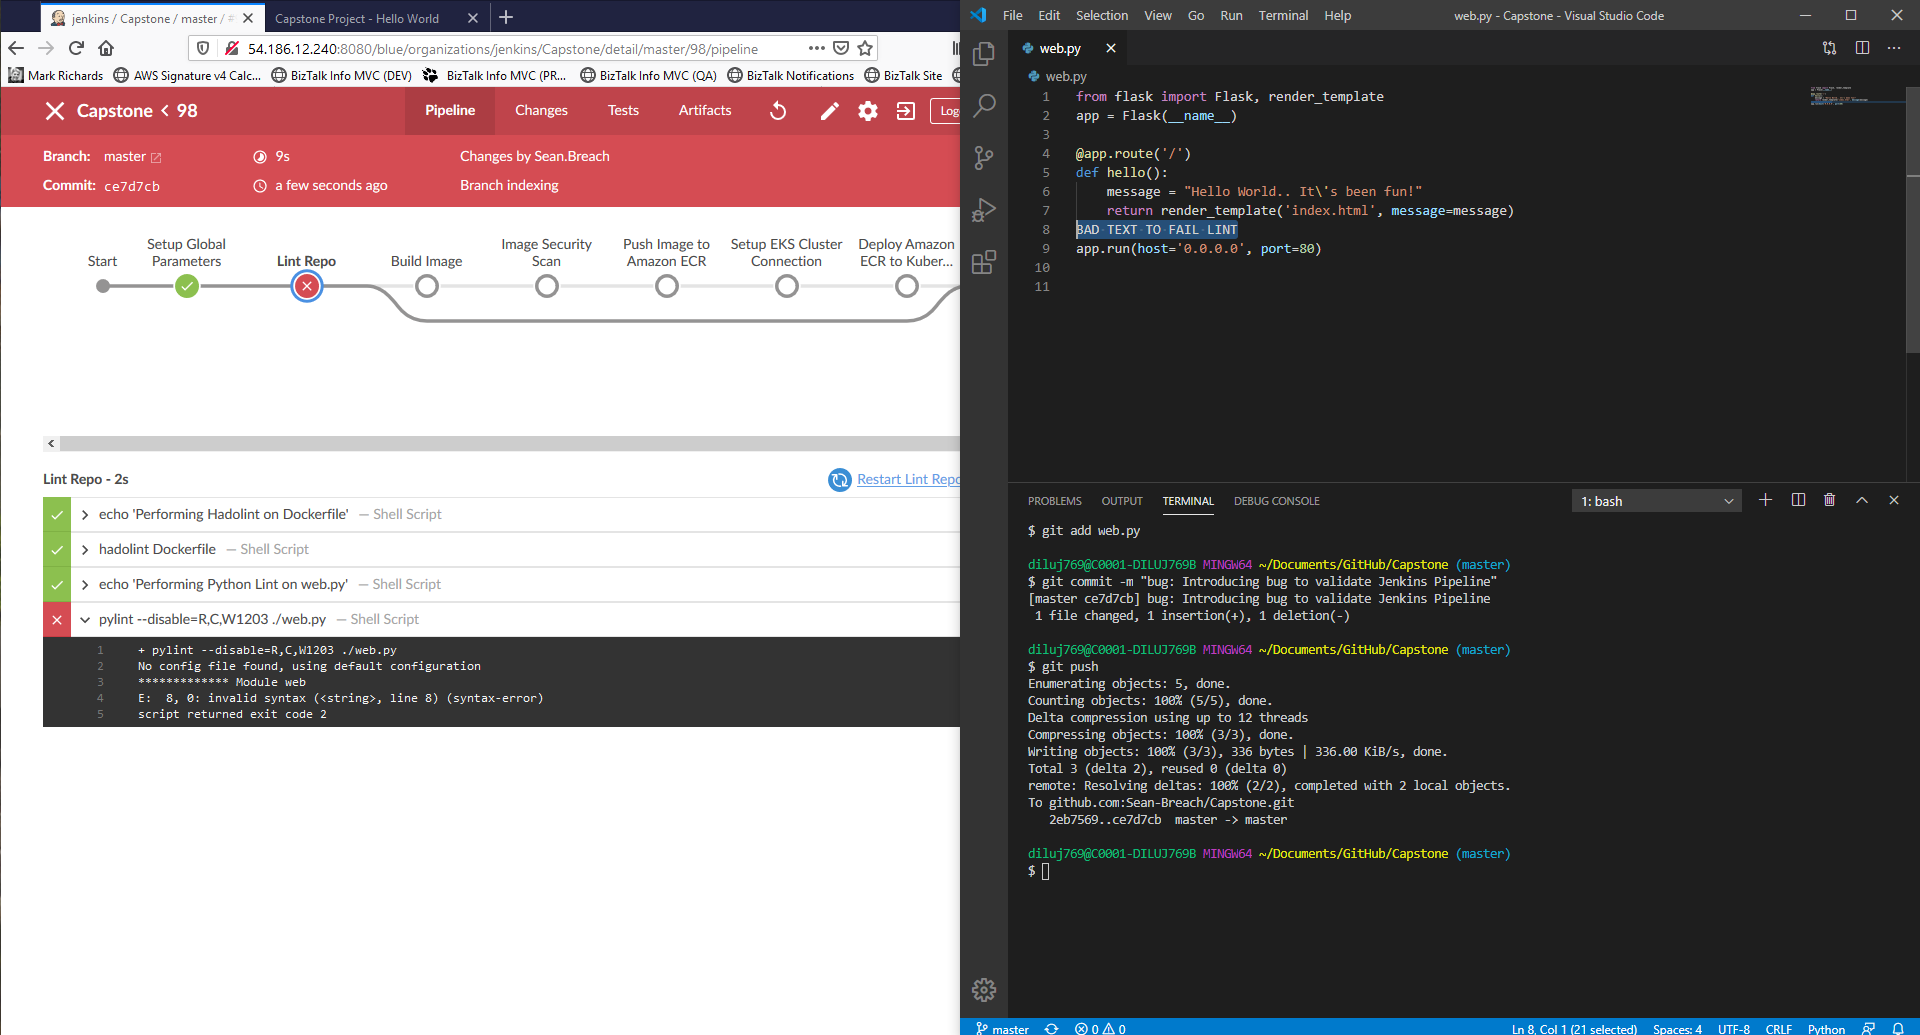 jenkins / Capstone / master / #
Capstone Project - Hello World
54.186.12.240:8080/blue/organizations/jenkins/Capstone/detail/master/98/pipeline
Mark Richards
AWS Signature v4 Calc...
BizTalk Info MVC (DEV)
BizTalk Info MVC (PR...
BizTalk Info MVC (QA)
BizTalk Notifications
BizTalk Site
Capstone < 98
Pipeline
Changes
Tests
Artifacts
Log
Branch: master
9s
Changes by Sean.Breach
Commit: ce7d7cb
a few seconds ago
Branch indexing
Start
Setup Global
Parameters
Lint Repo
Build Image
Image Security
Scan
Push Image to
Amazon ECR
Setup EKS Cluster
Connection
Deploy Amazon
ECR to Kuber...
Lint Repo - 2s
Restart Lint Repo
echo 'Performing Hadolint on Dockerfile' — Shell Script
hadolint Dockerfile — Shell Script
echo 'Performing Python Lint on web.py' — Shell Script
pylint --disable=R,C,W1203 ./web.py — Shell Script
1 + pylint --disable=R,C,W1203 ./web.py
2 No config file found, using default configuration
3 ************* Module web
4 E:  8, 0: invalid syntax (<string>, line 8) (syntax-error)
5 script returned exit code 2
File Edit Selection View Go Run Terminal Help
web.py - Capstone - Visual Studio Code
web.py
web.py
1 from flask import Flask, render_template
2 app = Flask(__name__)
3
4 @app.route('/')
5 def hello():
6     message = "Hello World.. It\'s been fun!"
7     return render_template('index.html', message=message)
8 BAD TEXT TO FAIL LINT
9 app.run(host='0.0.0.0', port=80)
10
11
PROBLEMS OUTPUT TERMINAL DEBUG CONSOLE
1: bash
$ git add web.py
diluj769@C0001-DILUJ769B MINGW64 ~/Documents/GitHub/Capstone (master)
$ git commit -m "bug: Introducing bug to validate Jenkins Pipeline"
[master ce7d7cb] bug: Introducing bug to validate Jenkins Pipeline
 1 file changed, 1 insertion(+), 1 deletion(-)
diluj769@C0001-DILUJ769B MINGW64 ~/Documents/GitHub/Capstone (master)
$ git push
Enumerating objects: 5, done.
Counting objects: 100% (5/5), done.
Delta compression using up to 12 threads
Compressing objects: 100% (3/3), done.
Writing objects: 100% (3/3), 336 bytes | 336.00 KiB/s, done.
Total 3 (delta 2), reused 0 (delta 0)
remote: Resolving deltas: 100% (2/2), completed with 2 local objects.
To github.com:Sean-Breach/Capstone.git
   2eb7569..ce7d7cb  master -> master
diluj769@C0001-DILUJ769B MINGW64 ~/Documents/GitHub/Capstone (master)
$
master
0
0
Ln 8, Col 1 (21 selected)
Spaces: 4
UTF-8
CRLF
Python